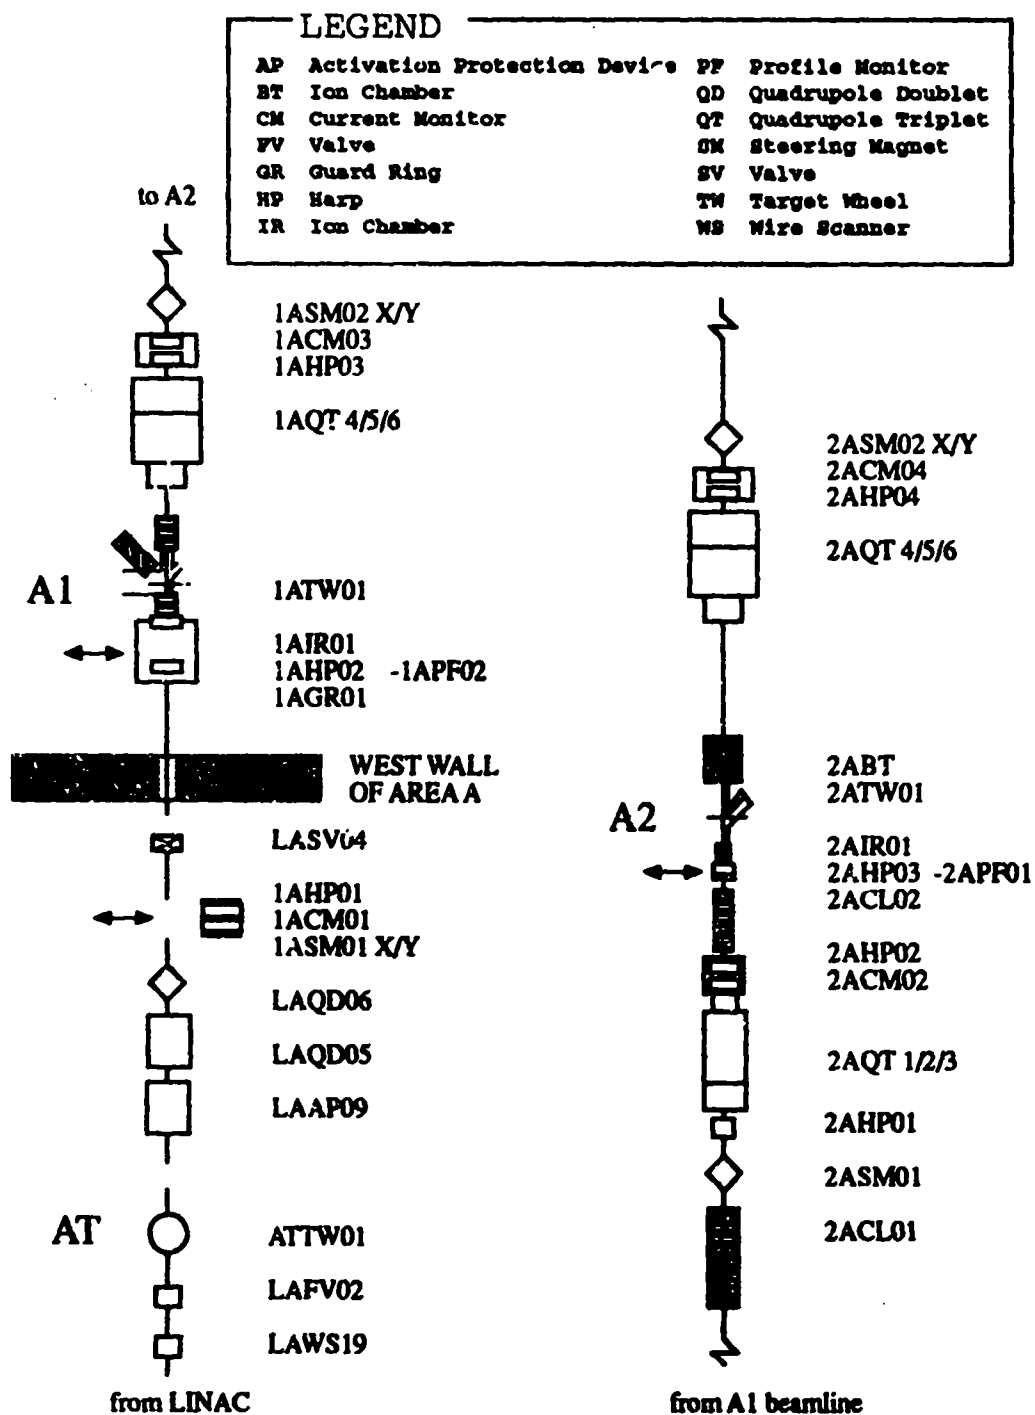 LEGEND
AP Activation Protection Device PF Profile Monitor
BT Ion Chamber QD Quadrupole Doublet
CM Current Monitor QT Quadrupole Triplet
FV Valve SM Steering Magnet
GR Guard Ring SV Valve
HP Harp TW Target Wheel
IR Ion Chamber WS Wire Scanner
to A2
1ASM02 X/Y
1ACM03
1AHP03
1AQT 4/5/6
A1
1ATW01
1AIR01
1AHP02 -1APF02
1AGR01
WEST WALL
OF AREA A
LASV04
1AHP01
1ACM01
1ASM01 X/Y
LAQD06
LAQD05
LAAP09
AT
ATTW01
LAFV02
LAWS19
from LINAC
2ASM02 X/Y
2ACM04
2AHP04
2AQT 4/5/6
2ABT
2ATW01
A2
2AIR01
2AHP03 -2APF01
2ACL02
2AHP02
2ACM02
2AQT 1/2/3
2AHP01
2ASM01
2ACL01
from A1 beamline